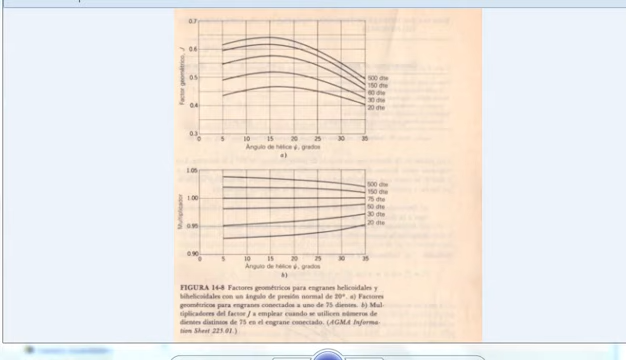 0.7
0.6
0.5
0.4
0.3
Factor geométrico, J
500 dte
150 dte
60 dte
30 dte
20 dte
0 5 10 15 20 25 30 35
Ángulo de hélice ψ, grados
a)
1.05
1.00
0.95
0.90
Multiplicador
500 dte
150 dte
75 dte
50 dte
30 dte
20 dte
0 5 10 15 20 25 30 35
Ángulo de hélice ψ, grados
b)
FIGURA 14-8 Factores geométricos para engranes helicoidales y
bihelicoidales con un ángulo de presión normal de 20°. a) Factores
geométricos para engranes conectados a uno de 75 dientes. b) Mul-
tiplicadores del factor J a emplear cuando se utilicen números de
dientes distintos de 75 en el engrane conectado. (AGMA Informa-
tion Sheet 225.01.)